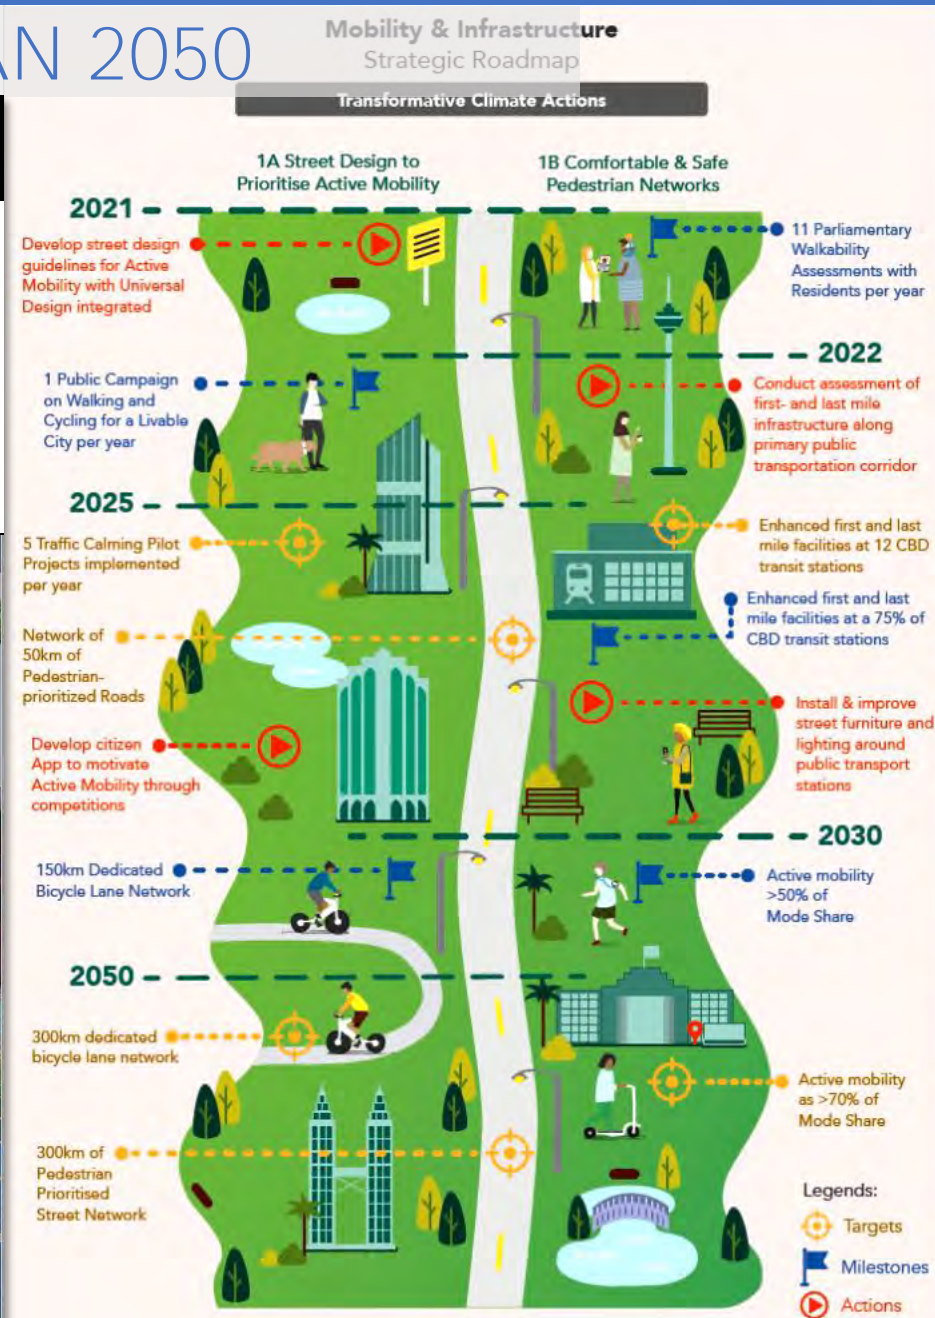 AN 2050
Mobility & Infrastructure
Strategic Roadmap
Transformative Climate Actions
1A Street Design to
Prioritise Active Mobility
1B Comfortable & Safe
Pedestrian Networks
2021
Develop street design
guidelines for Active
Mobility with Universal
Design integrated
11 Parliamentary
Walkability
Assessments with
Residents per year
2022
1 Public Campaign
on Walking and
Cycling for a Livable
City per year
Conduct assessment of
first- and last mile
infrastructure along
primary public
transportation corridor
2025
5 Traffic Calming Pilot
Projects implemented
per year
Enhanced first and last
mile facilities at 12 CBD
transit stations
Enhanced first and last
mile facilities at a 75% of
CBD transit stations
Network of
50km of
Pedestrian-
prioritized Roads
Install & improve
street furniture and
lighting around
public transport
stations
Develop citizen
App to motivate
Active Mobility through
competitions
2030
150km Dedicated
Bicycle Lane Network
Active mobility
>50% of
Mode Share
2050
300km dedicated
bicycle lane network
Active mobility
as >70% of
Mode Share
300km of
Pedestrian
Prioritised
Street Network
Legends:
Targets
Milestones
Actions